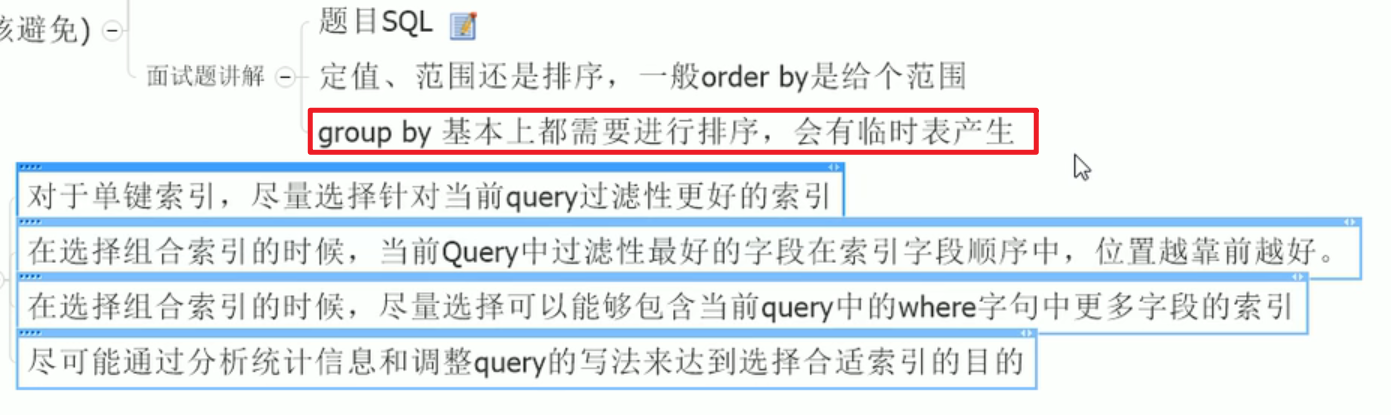 题目SQL
该避免)
面试题讲解
定值、范围还是排序，一般order by是给个范围
group by 基本上都需要进行排序，会有临时表产生
对于单键索引，尽量选择针对当前query过滤性更好的索引
在选择组合索引的时候，当前Query中过滤性最好的字段在索引字段顺序中，位置越靠前越好。
在选择组合索引的时候，尽量选择可以能够包含当前query中的where字句中更多字段的索引
尽可能通过分析统计信息和调整query的写法来达到选择合适索引的目的